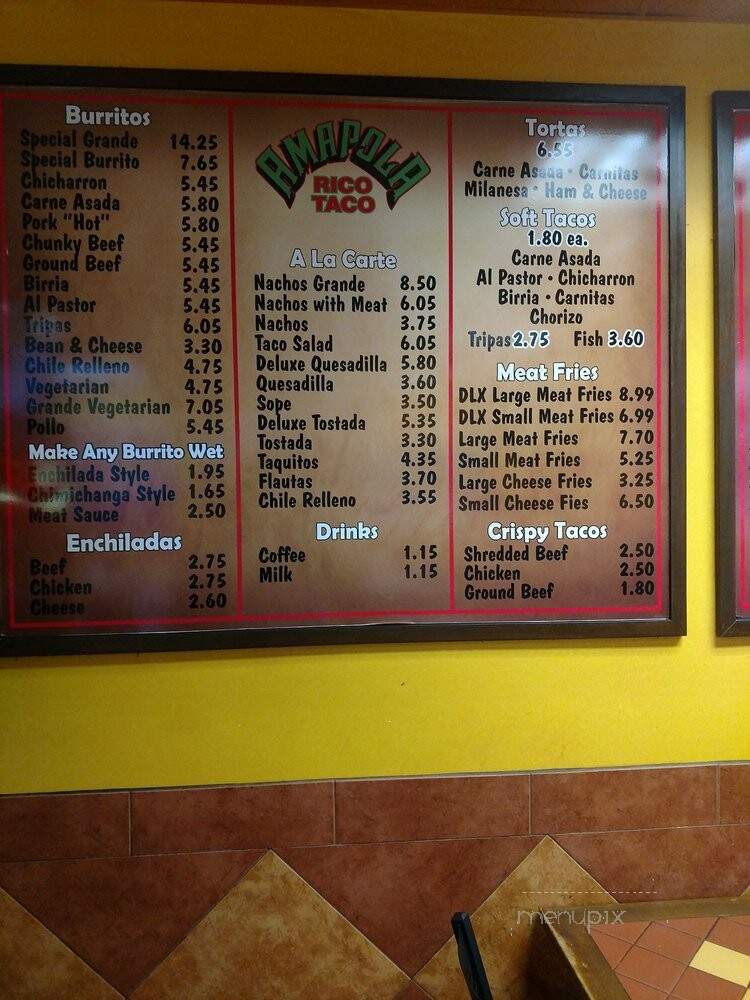 Burritos
Special Grande 14.25
Special Burrito 7.65
Chicharron 5.45
Carne Asada 5.80
Pork "Hot" 5.80
Chunky Beef 5.45
Ground Beef 5.45
Birria 5.45
Al Pastor 5.45
Tripas 6.05
Bean & Cheese 3.30
Chile Relleno 4.75
Vegetarian 4.75
Grande Vegetarian 7.05
Pollo 5.45
Make Any Burrito Wet
Enchilada Style 1.95
Chimichanga Style 1.65
Meat Sauce 2.50
Enchiladas
Beef 2.75
Chicken 2.75
Cheese 2.60
AMAPOLA
RICO
TACO
A La Carte
Nachos Grande 8.50
Nachos with Meat 6.05
Nachos 3.75
Taco Salad 6.05
Deluxe Quesadilla 5.80
Quesadilla 3.60
Sope 3.50
Deluxe Tostada 5.35
Tostada 3.30
Taquitos 4.35
Flautas 3.70
Chile Relleno 3.55
Drinks
Coffee 1.15
Milk 1.15
Tortas
6.55
Carne Asada • Carnitas
Milanesa • Ham & Cheese
Soft Tacos
1.80 ea.
Carne Asada
Al Pastor • Chicharron
Birria • Carnitas
Chorizo
Tripas 2.75 Fish 3.60
Meat Fries
DLX Large Meat Fries 8.99
DLX Small Meat Fries 6.99
Large Meat Fries 7.70
Small Meat Fries 5.25
Large Cheese Fries 3.25
Small Cheese Fies 6.50
Crispy Tacos
Shredded Beef 2.50
Chicken 2.50
Ground Beef 1.80
menupix